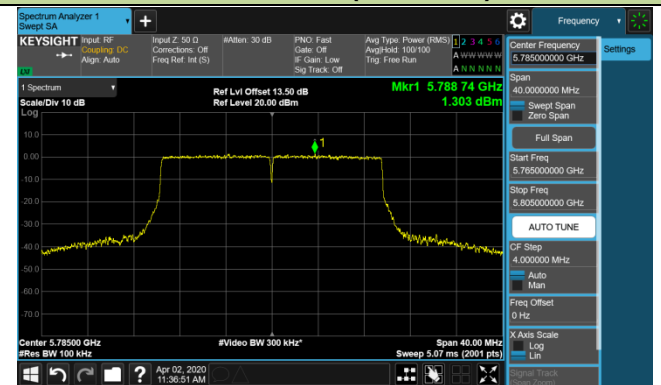 Spectrum Analyzer 1
Swept SA
Frequency
KEYSIGHT
Input: RF
Coupling: DC
Align: Auto
Input Z: 50 Ω
Corrections: Off
Freq Ref: Int (S)
#Atten: 30 dB
PNO: Fast
Gate: Off
IF Gain: Low
Sig Track: Off
Avg Type: Power (RMS)
Avg|Hold: 100/100
Trig: Free Run
1 2 3 4 5 6
A W W W W W
A N N N N N
LW
1 Spectrum
Scale/Div 10 dB
Log
Ref Lvl Offset 13.50 dB
Ref Level 20.00 dBm
Mkr1 5.788 74 GHz
1.303 dBm
1
10.0
0.00
-10.0
-20.0
-30.0
-40.0
-50.0
-60.0
-70.0
Center 5.78500 GHz
#Res BW 100 kHz
#Video BW 300 kHz*
Span 40.00 MHz
Sweep 5.07 ms (2001 pts)
Center Frequency
5.785000000 GHz
Settings
Span
40.0000000 MHz
Swept Span
Zero Span
Full Span
Start Freq
5.765000000 GHz
Stop Freq
5.805000000 GHz
AUTO TUNE
CF Step
4.000000 MHz
Auto
Man
Freq Offset
0 Hz
X Axis Scale
Log
Lin
Signal Track
(Span Zoom)
Apr 02, 2020
11:36:51 AM